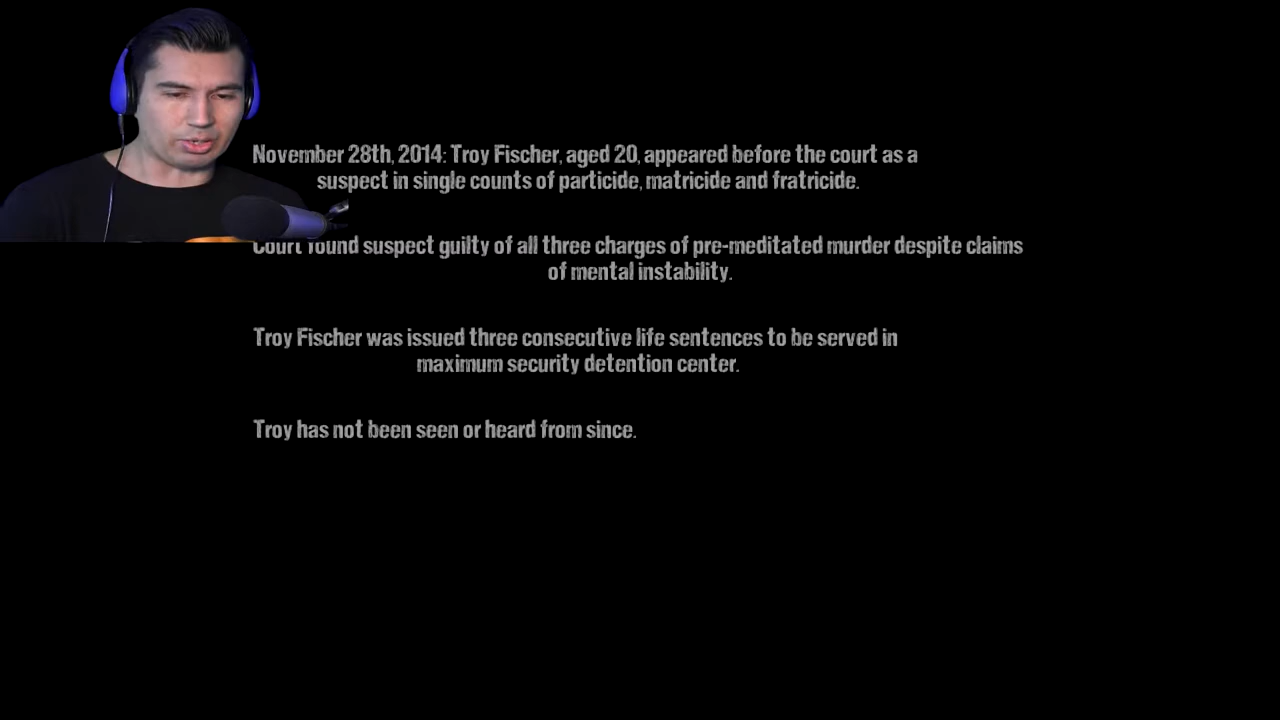 November 28th, 2014: Troy Fischer, aged 20, appeared before the court as a
suspect in single counts of particide, matricide and fratricide.
Court found suspect guilty of all three charges of pre-meditated murder despite claims
of mental instability.
Troy Fischer was issued three consecutive life sentences to be served in
maximum security detention center.
Troy has not been seen or heard from since.